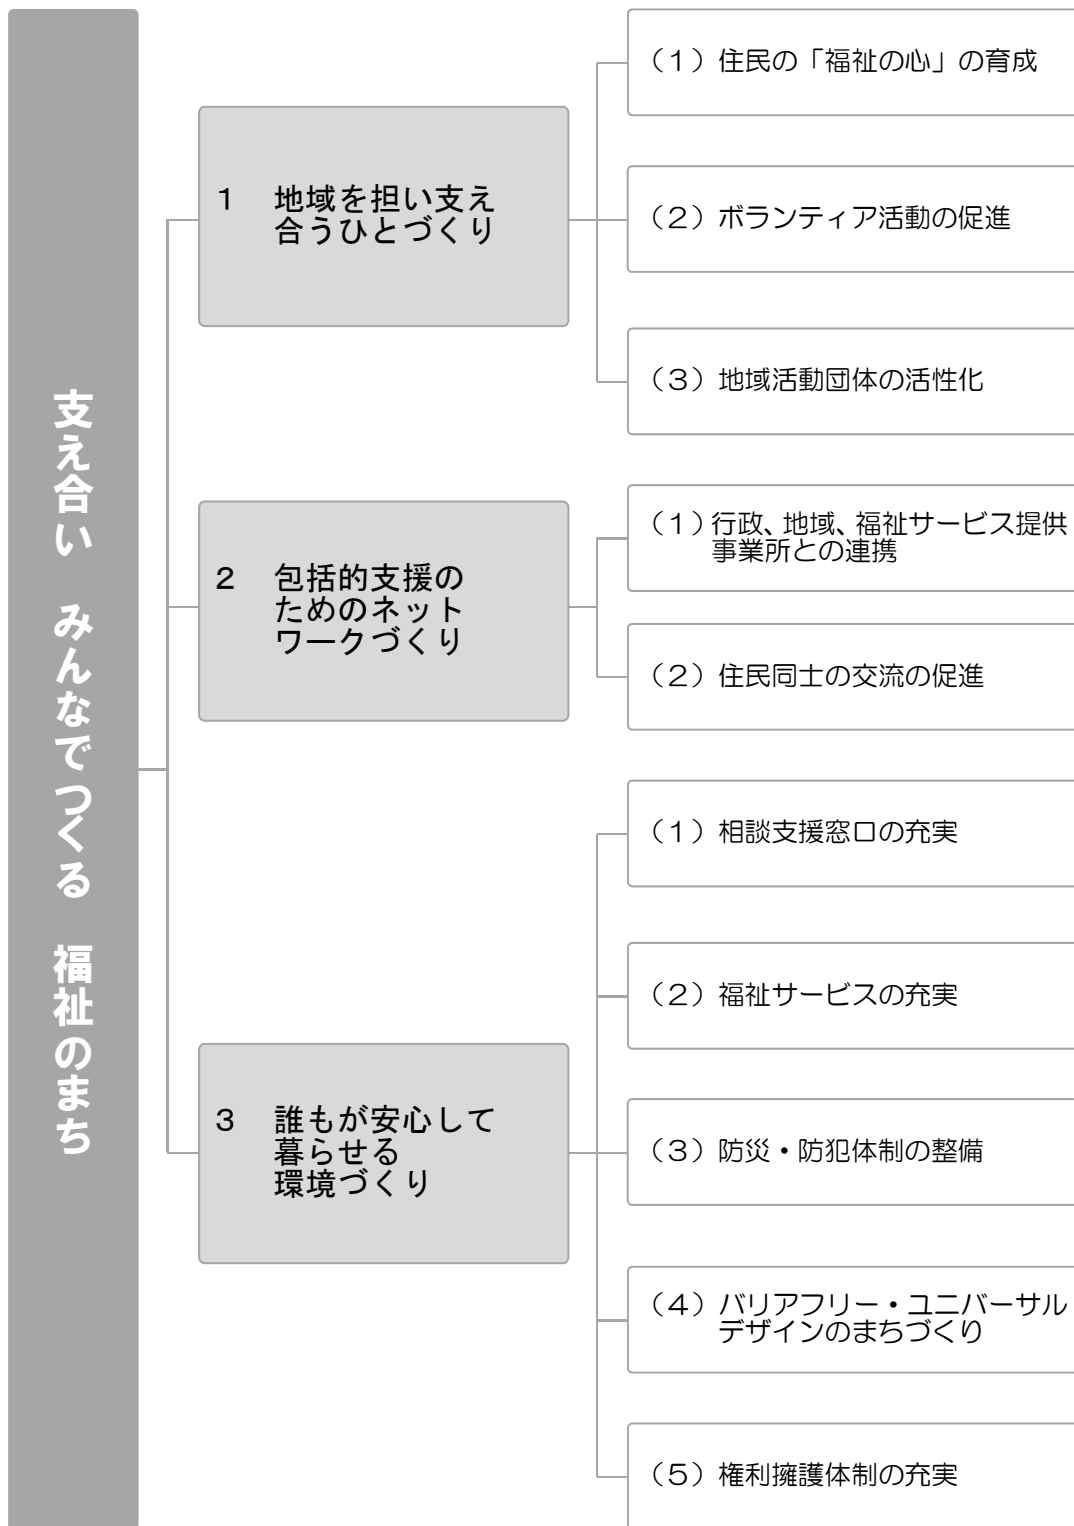 支え合い　みんなでつくる　福祉のまち
1　地域を担い支え
合うひとづくり
（1）住民の「福祉の心」の育成
（2）ボランティア活動の促進
（3）地域活動団体の活性化
2　包括的支援の
ためのネット
ワークづくり
（1）行政、地域、福祉サービス提供
事業所との連携
（2）住民同士の交流の促進
3　誰もが安心して
暮らせる
環境づくり
（1）相談支援窓口の充実
（2）福祉サービスの充実
（3）防災・防犯体制の整備
（4）バリアフリー・ユニバーサル
デザインのまちづくり
（5）権利擁護体制の充実